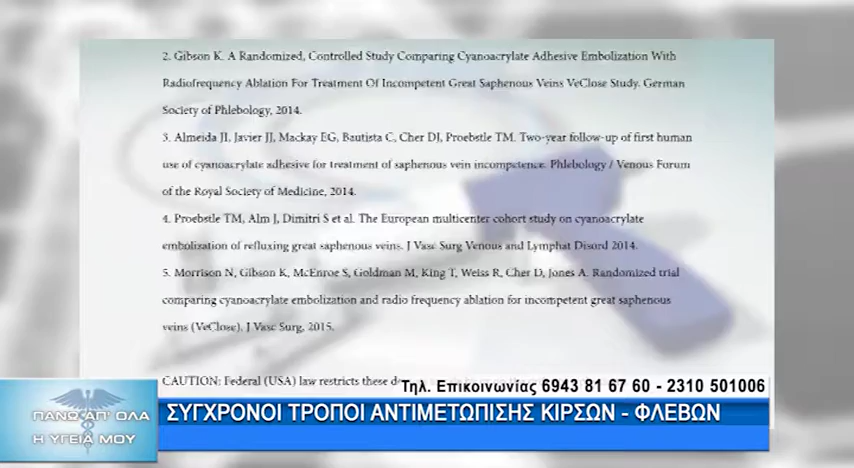 2. Gibson K. A Randomized, Controlled Study Comparing Cyanoacrylate Adhesive Embolization With
Radiofrequency Ablation For Treatment Of Incompetent Great Saphenous Veins VeClose Study. German
Society of Phlebology, 2014.
3. Almeida JI, Javier JJ, Mackay EG, Bautista C, Cher DJ, Proebstle TM. Two-year follow-up of first human
use of cyanoacrylate adhesive for treatment of saphenous vein incompetence. Phlebology / Venous Forum
of the Royal Society of Medicine, 2014.
4. Proebstle TM, Alm J, Dimitri S et al. The European multicenter cohort study on cyanoacrylate
embolization of refluxing great saphenous veins. J Vasc Surg Venous and Lymphat Disord 2014.
5. Morrison N, Gibson K, McEnroe S, Goldman M, King T, Weiss R, Cher D, Jones A. Randomized trial
comparing cyanoacrylate embolization and radio frequency ablation for incompetent great saphenous
veins (VeClose). J Vasc Surg, 2015.
CAUTION: Federal (USA) law restricts these
Τηλ. Επικοινωνίας 6943 81 67 60 - 2310 501006
ΣΥΓΧΡΟΝΟΙ ΤΡΟΠΟΙ ΑΝΤΙΜΕΤΩΠΙΣΗΣ ΚΙΡΣΩΝ - ΦΛΕΒΩΝ
ΠΑΝΩ ΑΠ' ΟΛΑ
Η ΥΓΕΙΑ ΜΟΥ